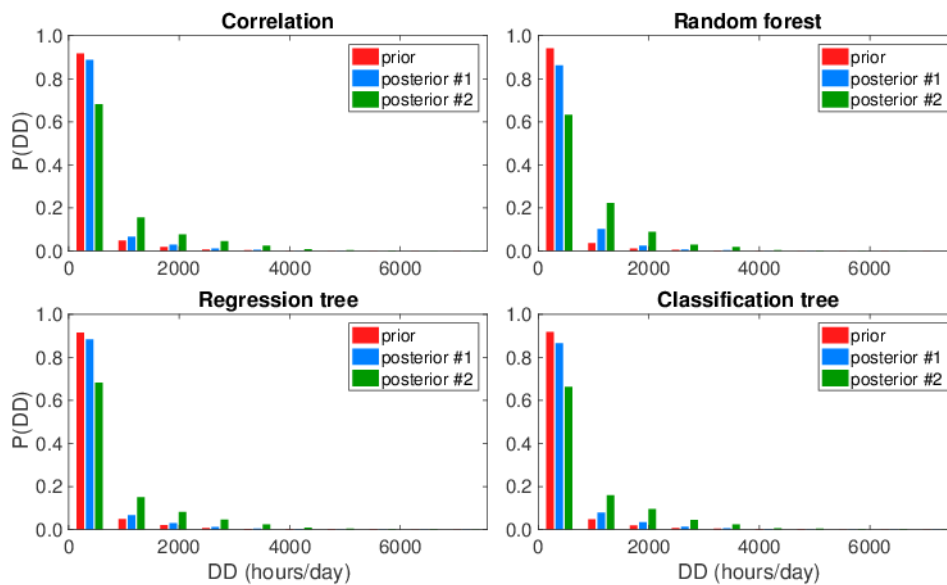 Correlation
1.0
0.8
0.6
0.4
0.2
0.0
P(DD)
0
2000
4000
6000
prior
posterior #1
posterior #2
Random forest
1.0
0.8
0.6
0.4
0.2
0.0
0
2000
4000
6000
prior
posterior #1
posterior #2
Regression tree
1.0
0.8
0.6
0.4
0.2
0.0
P(DD)
0
2000
4000
6000
DD (hours/day)
prior
posterior #1
posterior #2
Classification tree
1.0
0.8
0.6
0.4
0.2
0.0
0
2000
4000
6000
DD (hours/day)
prior
posterior #1
posterior #2